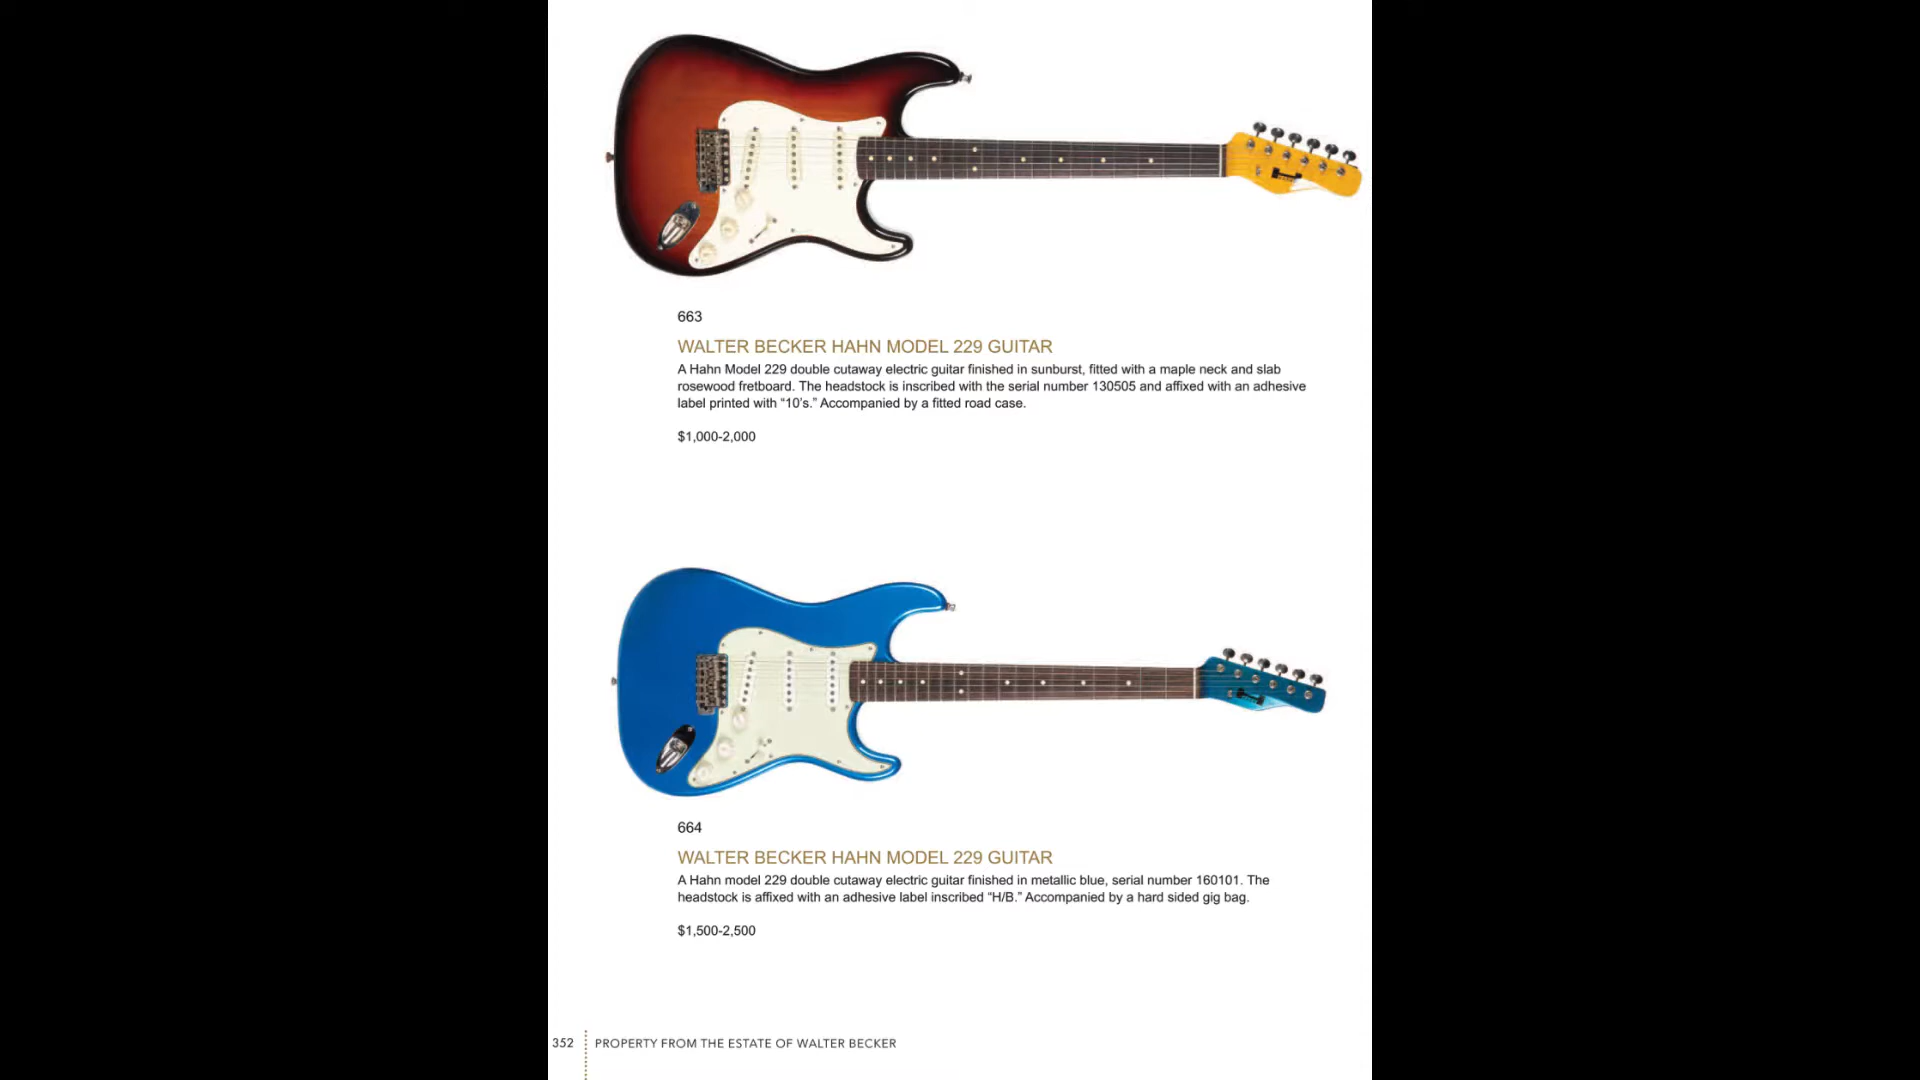 663
WALTER BECKER HAHN MODEL 229 GUITAR
A Hahn Model 229 double cutaway electric guitar finished in sunburst, fitted with a maple neck and slab
rosewood fretboard. The headstock is inscribed with the serial number 130505 and affixed with an adhesive
label printed with “10’s.” Accompanied by a fitted road case.
$1,000-2,000
664
WALTER BECKER HAHN MODEL 229 GUITAR
A Hahn model 229 double cutaway electric guitar finished in metallic blue, serial number 160101. The
headstock is affixed with an adhesive label inscribed “H/B.” Accompanied by a hard sided gig bag.
$1,500-2,500
352
PROPERTY FROM THE ESTATE OF WALTER BECKER